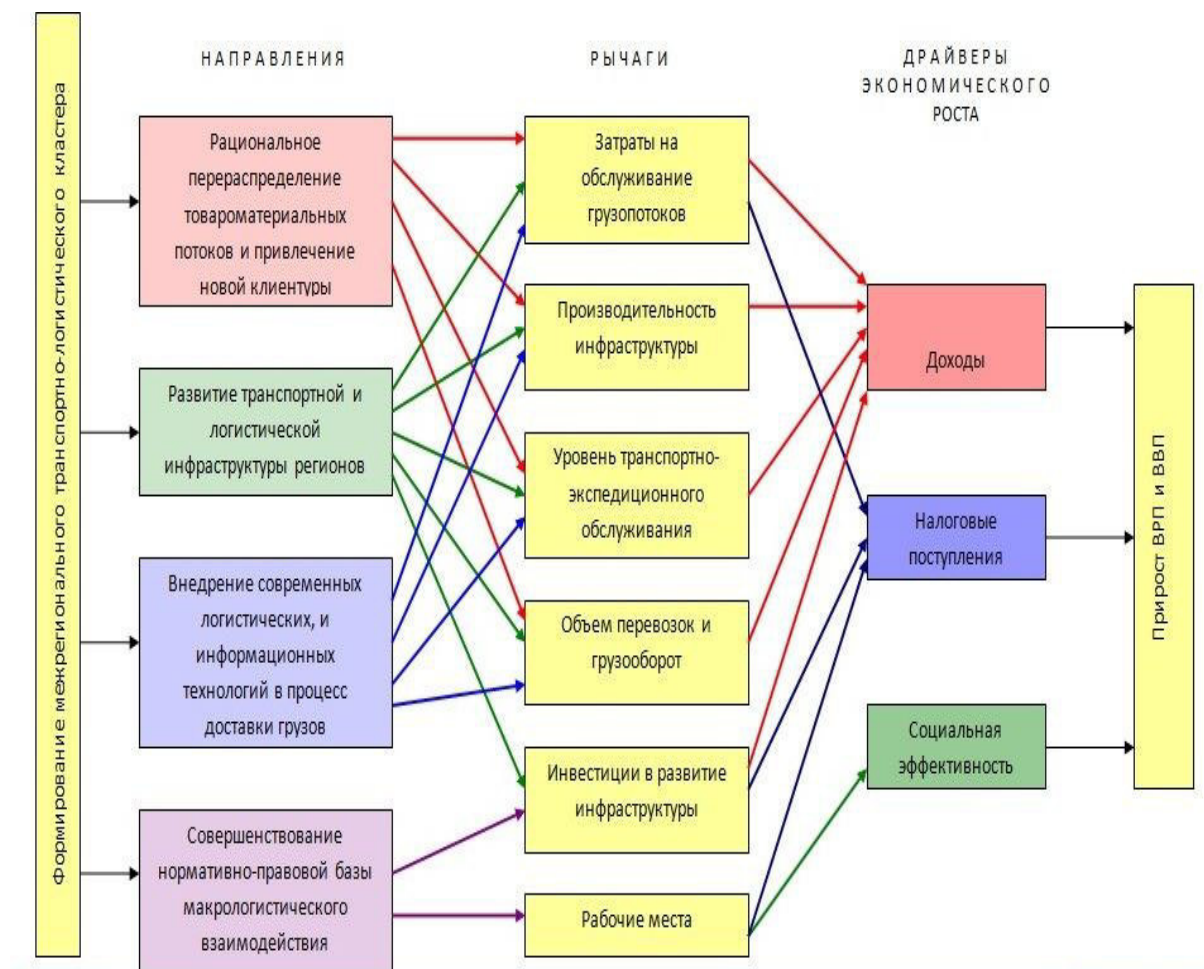 Формирование межрегионального транспортно-логистического кластера
НАПРАВЛЕНИЯ
Рациональное
перераспределение
товароматериальных
потоков и привлечение
новой клиентуры
Развитие транспортной и
логистической
инфраструктуры регионов
Внедрение современных
логистических, и
информационных
технологий в процесс
доставки грузов
Совершенствование
нормативно-правовой базы
макрологистического
взаимодействия
РЫЧАГИ
Затраты на
обслуживание
грузопотоков
Производительность
инфраструктуры
Уровень транспортно-
экспедиционного
обслуживания
Объем перевозок и
грузооборот
Инвестиции в развитие
инфраструктуры
Рабочие места
ДРАЙВЕРЫ
ЭКОНОМИЧЕСКОГО
РОСТА
Доходы
Налоговые
поступления
Социальная
эффективность
Прирост ВРП и ВВП